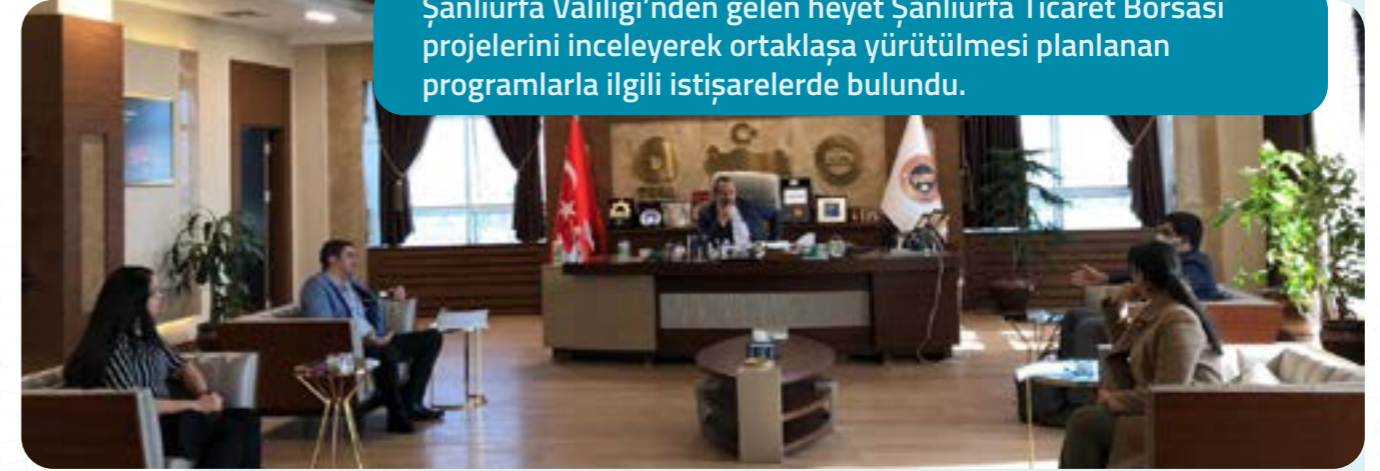 Şanlıurfa Valiliği’nden gelen heyet Şanlıurfa Ticaret Borsası
projelerini inceleyerek ortaklaşa yürütülmesi planlanan
programlarla ilgili istişarelerde bulundu.